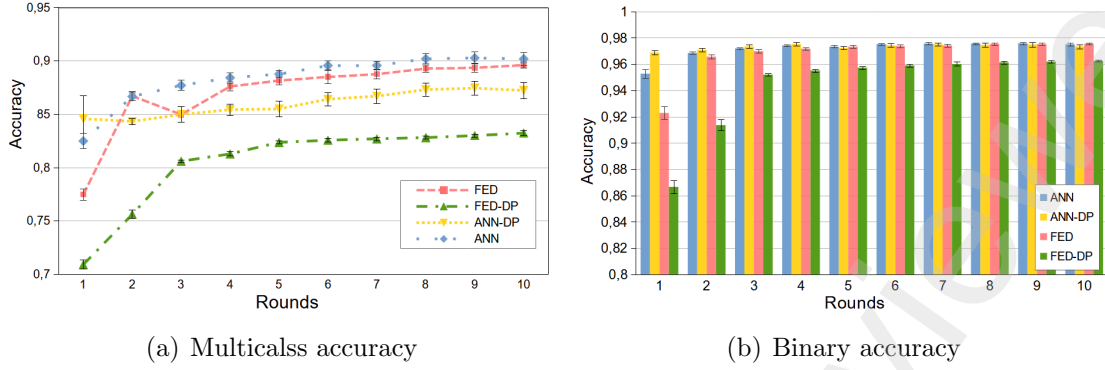 0,95
0,9
0,85
0,8
0,75
0,7
Accuracy
1 2 3 4 5 6 7 8 9 10
Rounds
FED
FED-DP
ANN-DP
ANN
(a) Multicalss accuracy
1
0,98
0,96
0,94
0,92
0,9
0,88
0,86
0,84
0,82
0,8
Accuracy
1 2 3 4 5 6 7 8 9 10
Rounds
ANN
ANN-DP
FED
FED-DP
(b) Binary accuracy